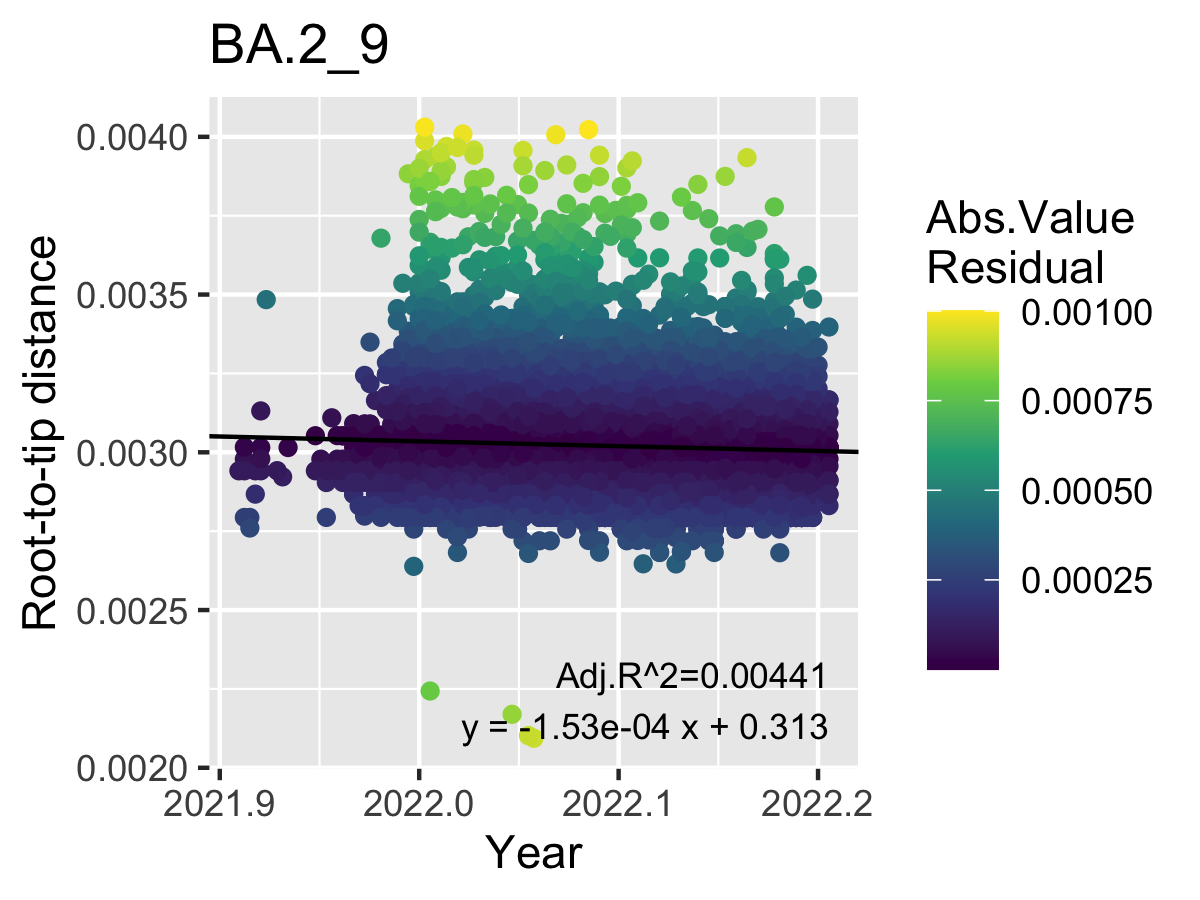 BA.2_9
Root-to-tip distance
0.0040
0.0035
0.0030
0.0025
0.0020
Adj.R^2=0.00441
y = -1.53e-04 x + 0.313
2021.9
2022.0
2022.1
2022.2
Year
Abs.Value
Residual
0.00100
0.00075
0.00050
0.00025